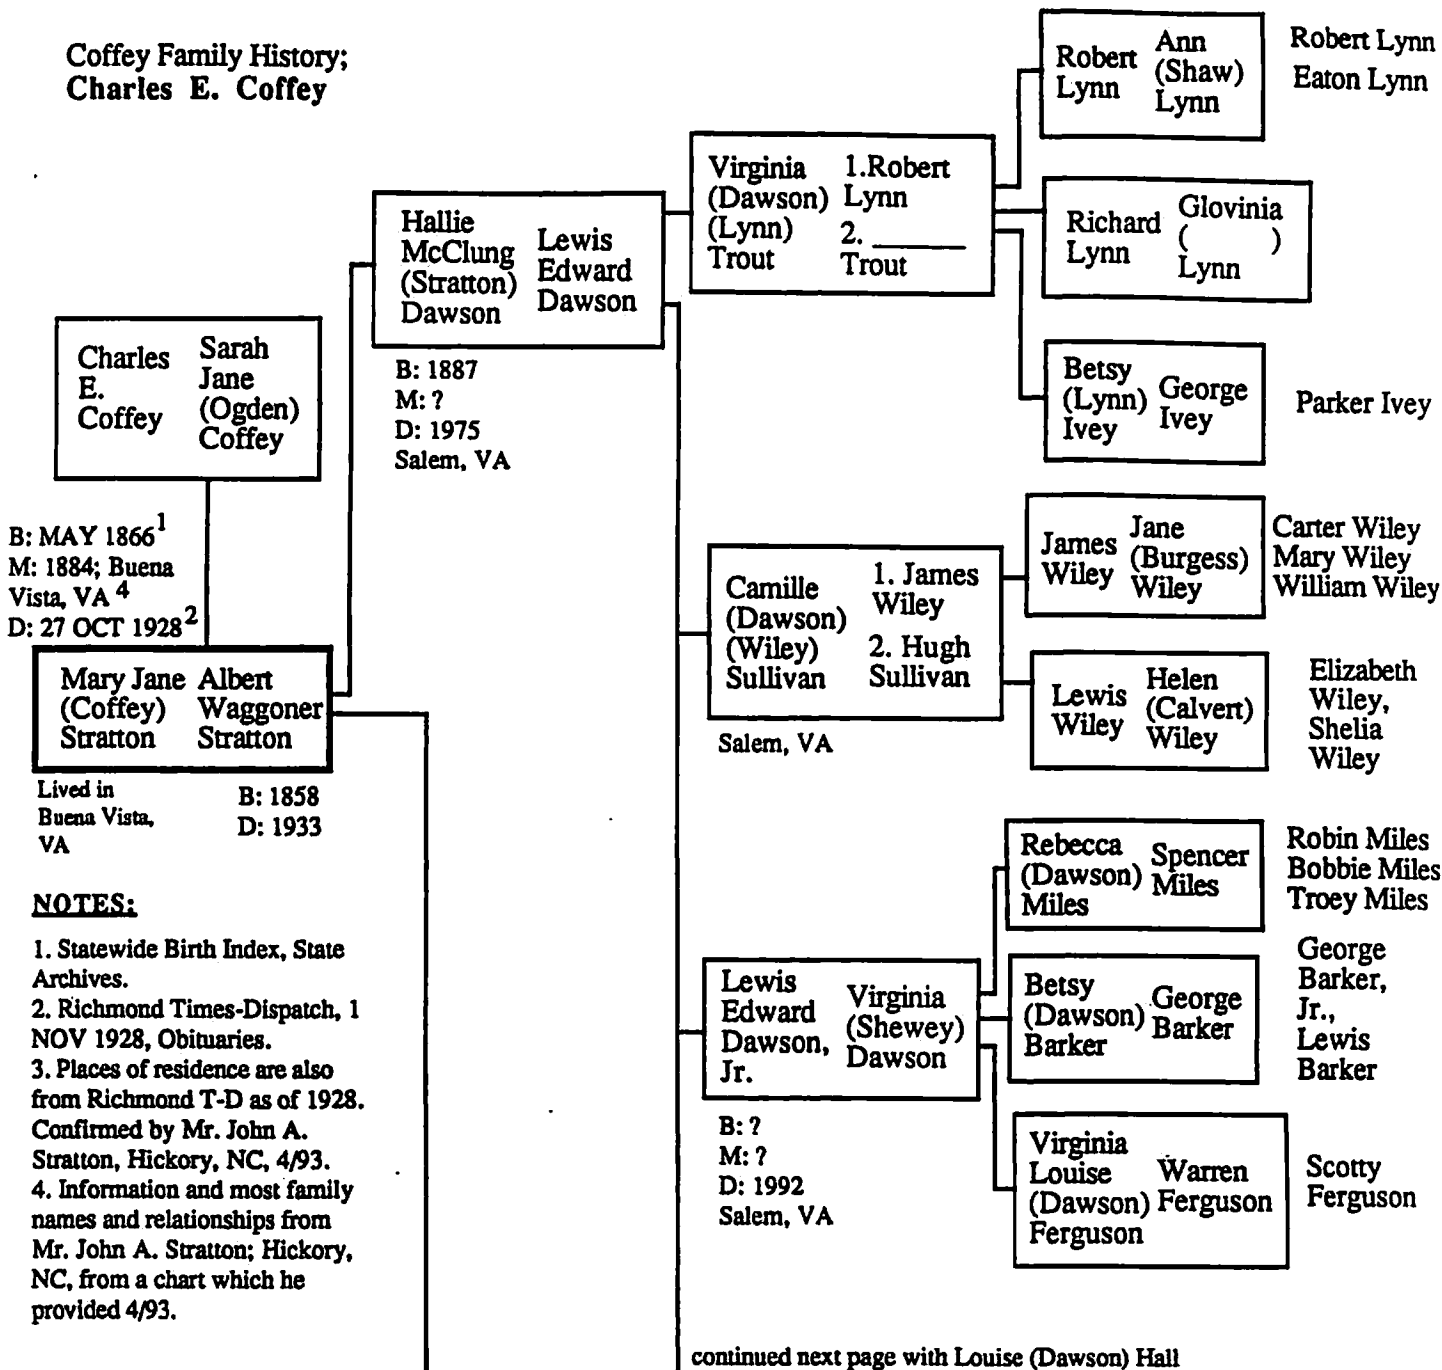 Coffey Family History;
Charles E. Coffey
Charles
E.
Coffey
Sarah
Jane
(Ogden)
Coffey
B: MAY 1866 1
M: 1884; Buena
Vista, VA 4
D: 27 OCT 1928 2
Mary Jane
(Coffey)
Stratton
Albert
Waggoner
Stratton
Lived in
Buena Vista,
VA
B: 1858
D: 1933
NOTES:
1. Statewide Birth Index, State
Archives.
2. Richmond Times-Dispatch, 1
NOV 1928, Obituaries.
3. Places of residence are also
from Richmond T-D as of 1928.
Confirmed by Mr. John A.
Stratton, Hickory, NC, 4/93.
4. Information and most family
names and relationships from
Mr. John A. Stratton; Hickory,
NC, from a chart which he
provided 4/93.
Hallie
McClung
(Stratton)
Dawson
Lewis
Edward
Dawson
B: 1887
M: ?
D: 1975
Salem, VA
Virginia
(Dawson)
(Lynn)
Trout
1.Robert
Lynn
2. ______
Trout
Robert
Lynn
Ann
(Shaw)
Lynn
Robert Lynn
Eaton Lynn
Richard
Lynn
Glovinia
( )
Lynn
Betsy
(Lynn)
Ivey
George
Ivey
Parker Ivey
Camille
(Dawson)
(Wiley)
Sullivan
1. James
Wiley
2. Hugh
Sullivan
Salem, VA
James
Wiley
Jane
(Burgess)
Wiley
Carter Wiley
Mary Wiley
William Wiley
Lewis
Wiley
Helen
(Calvert)
Wiley
Elizabeth
Wiley,
Shelia
Wiley
Lewis
Edward
Dawson,
Jr.
Virginia
(Shewey)
Dawson
B: ?
M: ?
D: 1992
Salem, VA
Rebecca
(Dawson)
Miles
Spencer
Miles
Robin Miles
Bobbie Miles
Troey Miles
Betsy
(Dawson)
Barker
George
Barker
George
Barker,
Jr.,
Lewis
Barker
Virginia
Louise
(Dawson)
Ferguson
Warren
Ferguson
Scotty
Ferguson
continued next page with Louise (Dawson) Hall